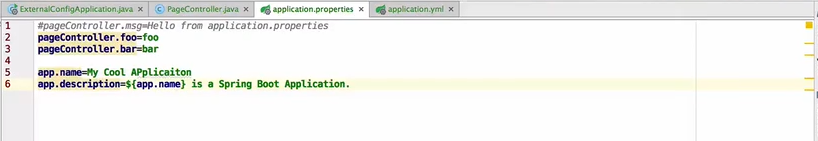 ExternalConfigApplication.java × PageController.java × application.properties × application.yml ×
1 #pageController.msg=Hello from application.properties
2 pageController.foo=foo
3 pageController.bar=bar
4
5 app.name=My Cool APplicaiton
6 app.description=${app.name} is a Spring Boot Application.